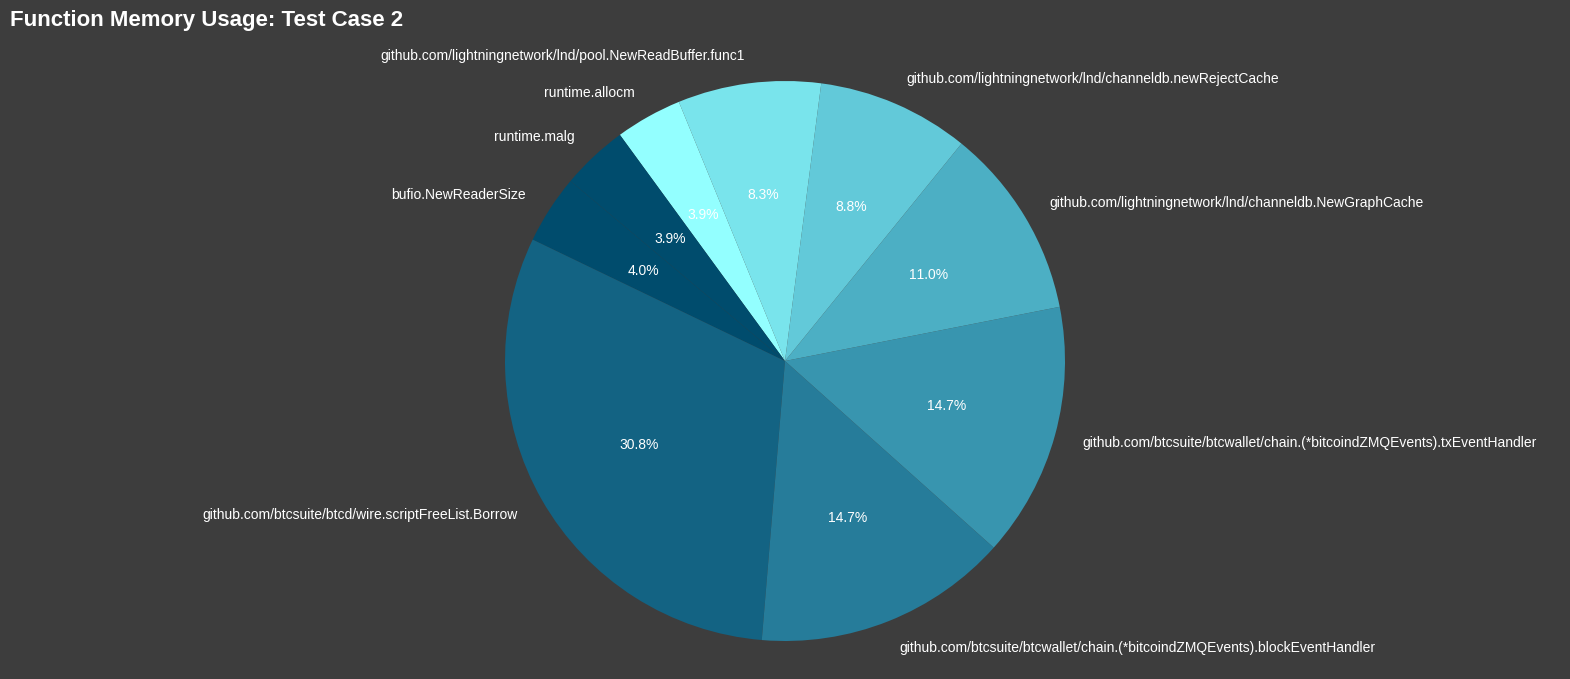 Function Memory Usage: Test Case 2
github.com/lightningnetwork/lnd/pool.NewReadBuffer.func1
github.com/lightningnetwork/lnd/channeldb.newRejectCache
runtime.allocm
runtime.malg
bufio.NewReaderSize
github.com/lightningnetwork/lnd/channeldb.NewGraphCache
8.3%
8.8%
3.9%
3.9%
4.0%
11.0%
14.7%
30.8%
github.com/btcsuite/btcwallet/chain.(*bitcoindZMQEvents).txEventHandler
github.com/btcsuite/btcd/wire.scriptFreeList.Borrow
14.7%
github.com/btcsuite/btcwallet/chain.(*bitcoindZMQEvents).blockEventHandler